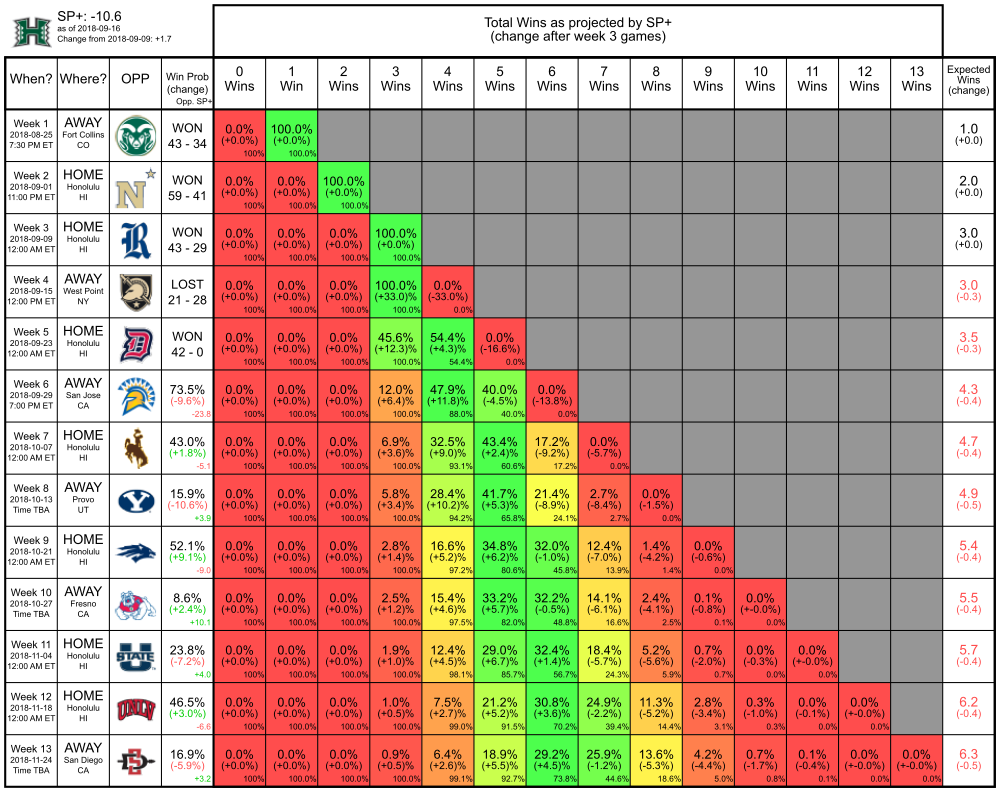 SP+: -10.6
as of 2018-09-16
Change from 2018-09-09: +1.7
Total Wins as projected by SP+
(change after week 3 games)
When? Where? OPP Win Prob (change) Opp. SP+ 0 Wins 1 Win 2 Wins 3 Wins 4 Wins 5 Wins 6 Wins 7 Wins 8 Wins 9 Wins 10 Wins 11 Wins 12 Wins 13 Wins Expected Wins (change)
Week 1 AWAY WON 0.0% 100.0% 1.0
2018-08-25 Fort Collins 43 - 34 (+0.0%) (+0.0%) (+0.0)
7:30 PM ET CO 100% 100.0%
Week 2 HOME N WON 0.0% 0.0% 100.0% 2.0
2018-09-01 Honolulu 59 - 41 (+0.0%) (+0.0%) (+0.0%) (+0.0)
11:00 PM ET HI 100% 100.0% 100.0%
Week 3 HOME R WON 0.0% 0.0% 0.0% 100.0% 3.0
2018-09-09 Honolulu 43 - 29 (+0.0%) (+0.0%) (+0.0%) (+0.0%) (+0.0)
12:00 AM ET HI 100% 100.0% 100.0% 100.0%
Week 4 AWAY LOST 0.0% 0.0% 0.0% 100.0% 0.0% 3.0
2018-09-15 West Point 21 - 28 (+0.0%) (+0.0%) (+0.0%) (+33.0)% (-33.0% (-0.3)
12:00 PM ET NY 100% 100.0% 100.0% 100.0% 0.0%
Week 5 HOME D WON 0.0% 0.0% 0.0% 45.6% 54.4% 0.0% 3.5
2018-09-23 Honolulu 42 - 0 (+0.0%) (+0.0%) (+0.0%) (+12.3)% (+4.3)% (-16.6% (-0.3)
12:00 AM ET HI 100% 100.0% 100.0% 100.0% 54.4% 0.0%
Week 6 AWAY 73.5% 0.0% 0.0% 0.0% 12.0% 47.9% 40.0% 0.0% 4.3
2018-09-29 San Jose (-9.6%) (+0.0%) (+0.0%) (+0.0%) (+6.4)% (+11.8)% (-4.5%) (-13.8%) (-0.4)
7:00 PM ET CA -23.8 100% 100.0% 100.0% 100.0% 88.0% 40.0% 0.0%
Week 7 HOME 43.0% 0.0% 0.0% 0.0% 6.9% 32.5% 43.4% 17.2% 0.0% 4.7
2018-10-07 Honolulu (+1.8%) (+0.0%) (+0.0%) (+0.0%) (+3.6)% (+9.0)% (+2.4)% (-9.2%) (-5.7%) (-0.4)
12:00 AM ET HI -5.1 100% 100.0% 100.0% 100.0% 93.1% 60.6% 17.2% 0.0%
Week 8 AWAY Y 15.9% 0.0% 0.0% 0.0% 5.8% 28.4% 41.7% 21.4% 2.7% 0.0% 4.9
2018-10-13 Provo (-10.6%) (+0.0%) (+0.0%) (+0.0%) (+3.4)% (+10.2)% (+5.3)% (-8.9%) (-8.4%) (-1.5%) (-0.5)
Time TBA UT +3.9 100% 100.0% 100.0% 100.0% 94.2% 65.8% 24.1% 2.7% 0.0%
Week 9 HOME 52.1% 0.0% 0.0% 0.0% 2.8% 16.6% 34.8% 32.0% 12.4% 1.4% 0.0% 5.4
2018-10-21 Honolulu (+9.1%) (+0.0%) (+0.0%) (+0.0%) (+1.4)% (+5.2)% (+6.2)% (-1.0%) (-7.0%) (-4.2%) (-0.6%) (-0.4)
12:00 AM ET HI -9.0 100% 100.0% 100.0% 100.0% 97.2% 80.6% 45.8% 13.9% 1.4% 0.0%
Week 10 AWAY 8.6% 0.0% 0.0% 0.0% 2.5% 15.4% 33.2% 32.2% 14.1% 2.4% 0.1% 0.0% 5.5
2018-10-27 Fresno (+2.4%) (+0.0%) (+0.0%) (+0.0%) (+1.2)% (+4.6)% (+5.7)% (-0.5%) (-6.1%) (-4.1%) (-0.8%) (+-0.0% (-0.4)
Time TBA CA +10.1 100% 100.0% 100.0% 100.0% 97.5% 82.0% 48.8% 16.6% 2.5% 0.1% 0.0%
Week 11 HOME STATE 23.8% 0.0% 0.0% 0.0% 1.9% 12.4% 29.0% 32.4% 18.4% 5.2% 0.7% 0.0% 0.0% 5.7
2018-11-04 Honolulu (-7.2%) (+0.0%) (+0.0%) (+0.0%) (+1.0)% (+4.5)% (+6.7)% (+1.4)% (-5.7%) (-5.6%) (-2.0%) (-0.3%) (+-0.0% (-0.4)
12:00 AM ET HI +4.0 100% 100.0% 100.0% 100.0% 98.1% 85.7% 56.7% 24.3% 5.9% 0.7% 0.0% 0.0%
Week 12 HOME UNLV 46.5% 0.0% 0.0% 0.0% 1.0% 7.5% 21.2% 30.8% 24.9% 11.3% 2.8% 0.3% 0.0% 0.0% 6.2
2018-11-18 Honolulu (+3.0%) (+0.0%) (+0.0%) (+0.0%) (+0.5)% (+2.7)% (+5.2)% (+3.6)% (-2.2%) (-5.2%) (-3.4%) (-1.0%) (-0.1%) (+-0.0% (-0.4)
12:00 AM ET HI -6.6 100% 100.0% 100.0% 100.0% 99.0% 91.5% 70.2% 39.4% 14.4% 3.1% 0.3% 0.0% 0.0%
Week 13 AWAY 16.9% 0.0% 0.0% 0.0% 0.9% 6.4% 18.9% 29.2% 25.9% 13.6% 4.2% 0.7% 0.1% 0.0% 0.0% 6.3
2018-11-24 San Diego (-5.9%) (+0.0%) (+0.0%) (+0.0%) (+0.5)% (+2.6)% (+5.5)% (+4.5)% (-1.2%) (-5.3%) (-4.4%) (-1.7%) (-0.4%) (+-0.0% (+-0.0% (-0.5)
Time TBA CA +3.2 100% 100.0% 100.0% 100.0% 99.1% 92.7% 73.8% 44.6% 18.6% 5.0% 0.8% 0.1% 0.0% 0.0%